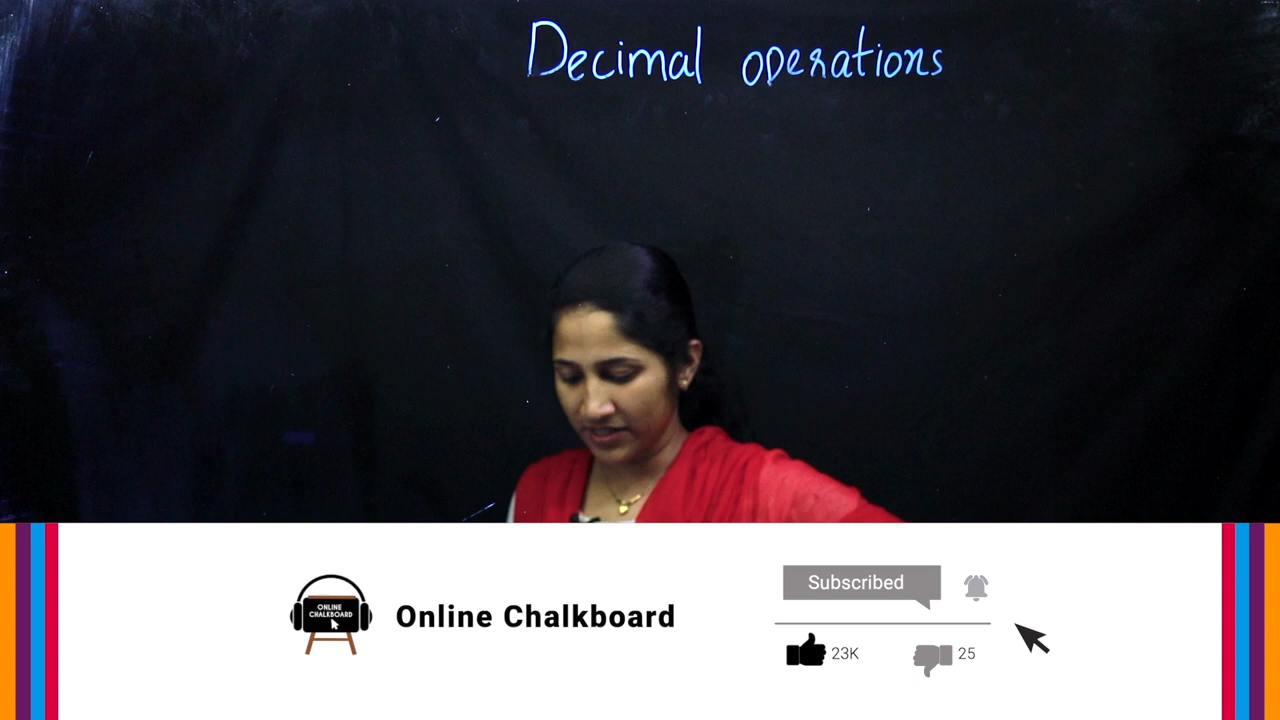 Decimal operations
ONLINE
CHALKBOARD
Online Chalkboard
Subscribed
23K
25